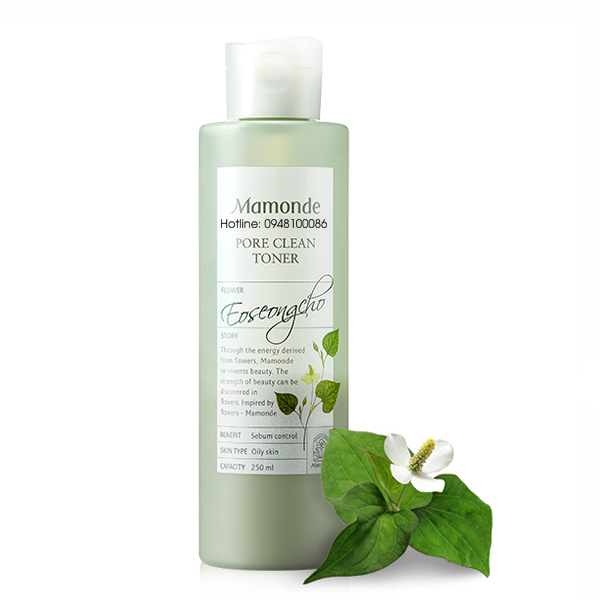 Mamonde
Hotline: 0948100086
PORE CLEAN
TONER
FLOWER
Eoseongcho
STORY
Through the energy derived
from flowers, Mamonde
re-invents beauty. The
strength of beauty can be
discovered in
flowers. Inspired by
flowers – Mamonde
BENEFIT Sebum control
SKIN TYPE Oily skin
CAPACITY 250 ml